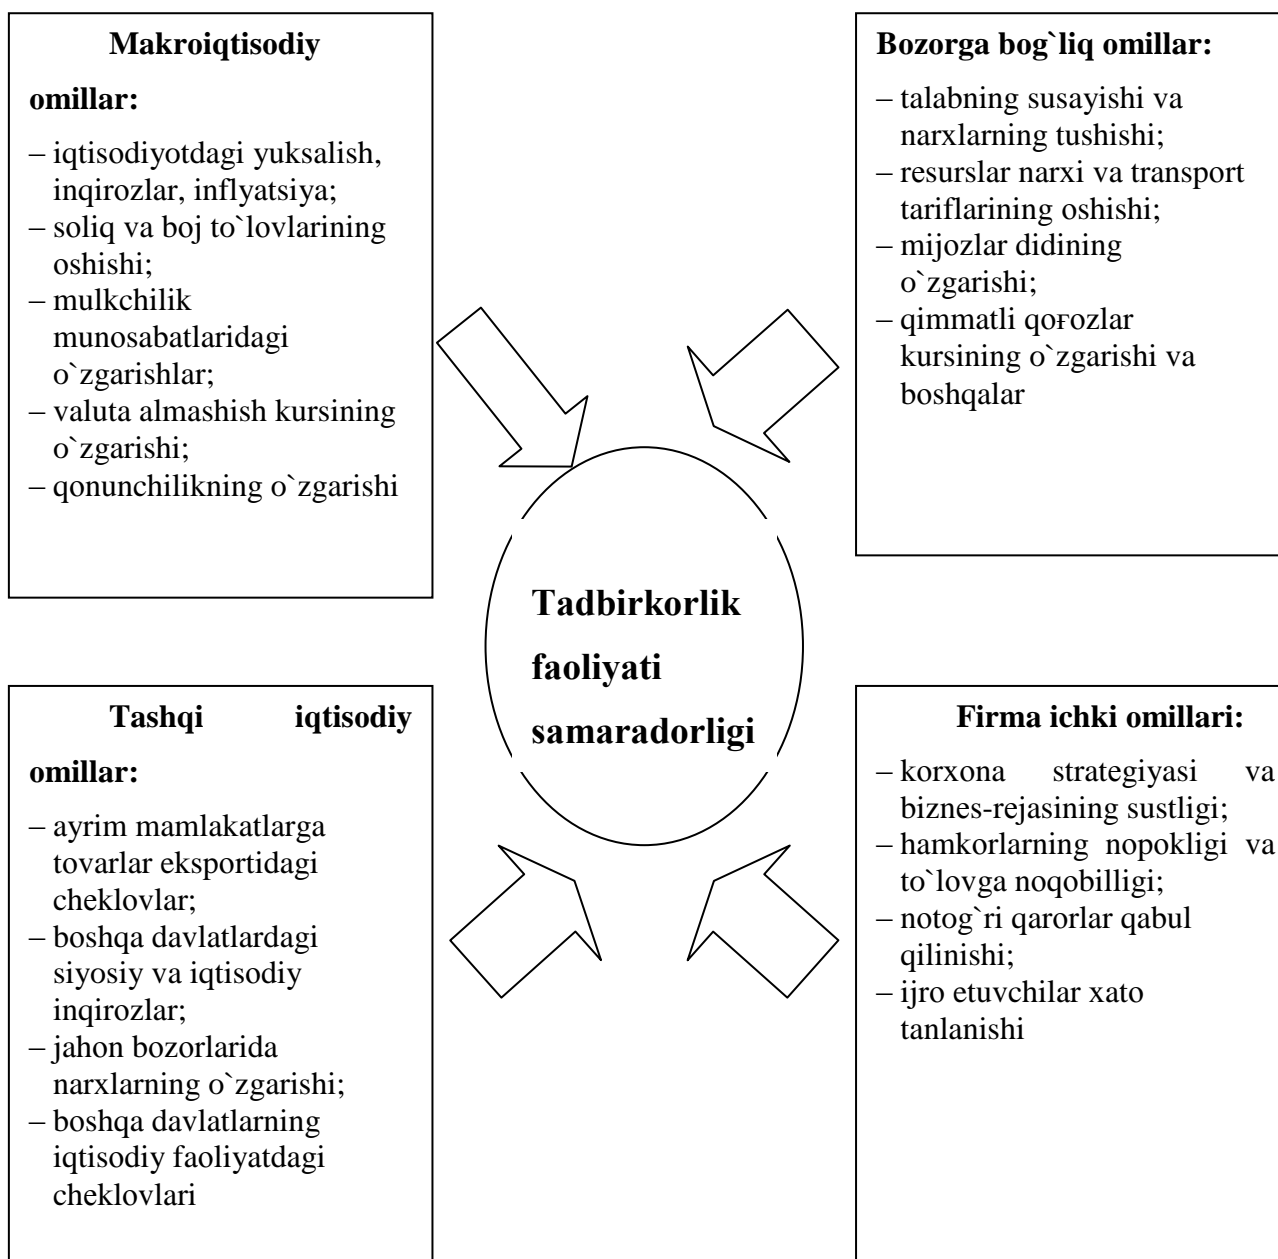 Makroiqtisodiy
omillar:
– iqtisodiyotdagi yuksalish,
inqirozlar, inflyatsiya;
– soliq va boj to`lovlarining
oshishi;
– mulkchilik
munosabatlaridagi
o`zgarishlar;
– valuta almashish kursining
o`zgarishi;
– qonunchilikning o`zgarishi
Bozorga bog`liq omillar:
– talabning susayishi va
narxlarning tushishi;
– resurslar narxi va transport
tariflarining oshishi;
– mijozlar didining
o`zgarishi;
– qimmatli qoғozlar
kursining o`zgarishi va
boshqalar
Tadbirkorlik
faoliyati
samaradorligi
Tashqi iqtisodiy
omillar:
– ayrim mamlakatlarga
tovarlar eksportidagi
cheklovlar;
– boshqa davlatlardagi
siyosiy va iqtisodiy
inqirozlar;
– jahon bozorlarida
narxlarning o`zgarishi;
– boshqa davlatlarning
iqtisodiy faoliyatdagi
cheklovlari
Firma ichki omillari:
– korxona strategiyasi va
biznes-rejasining sustligi;
– hamkorlarning nopokligi va
to`lovga noqobilligi;
– notog`ri qarorlar qabul
qilinishi;
– ijro etuvchilar xato
tanlanishi